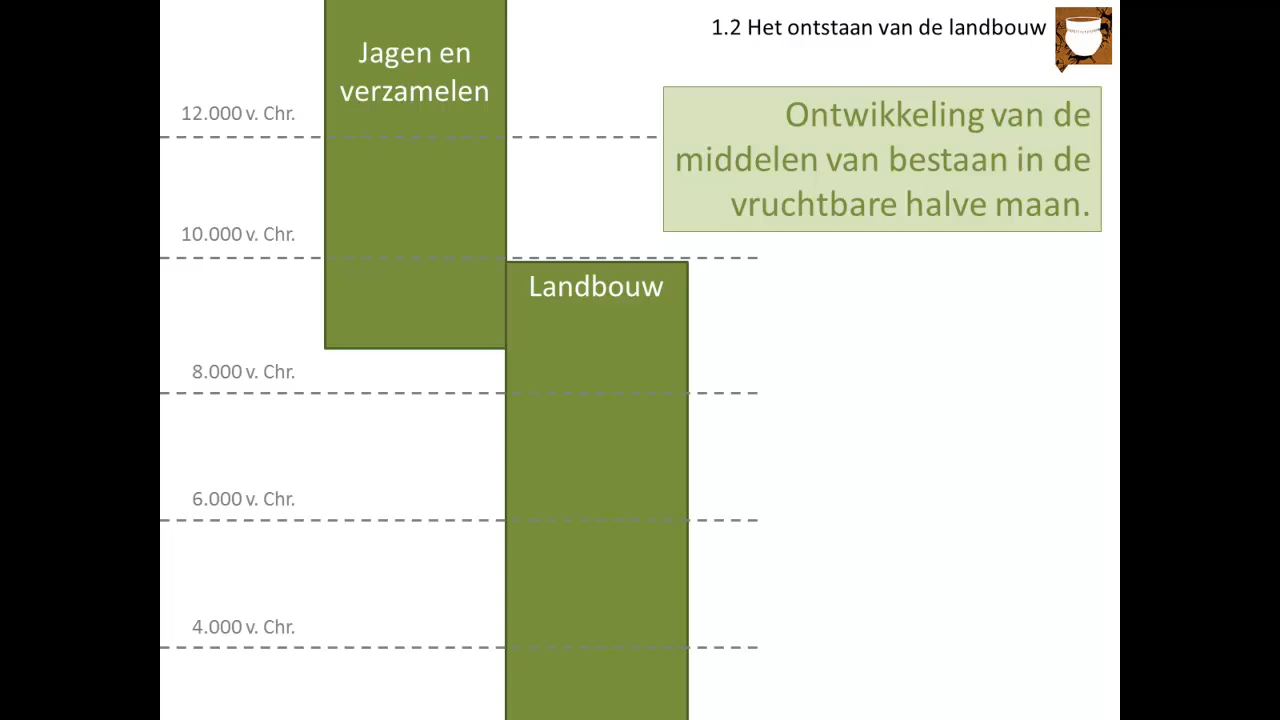 1.2 Het ontstaan van de landbouw
Jagen en
verzamelen
12.000 v. Chr.
Ontwikkeling van de
middelen van bestaan in de
vruchtbare halve maan.
10.000 v. Chr.
Landbouw
8.000 v. Chr.
6.000 v. Chr.
4.000 v. Chr.